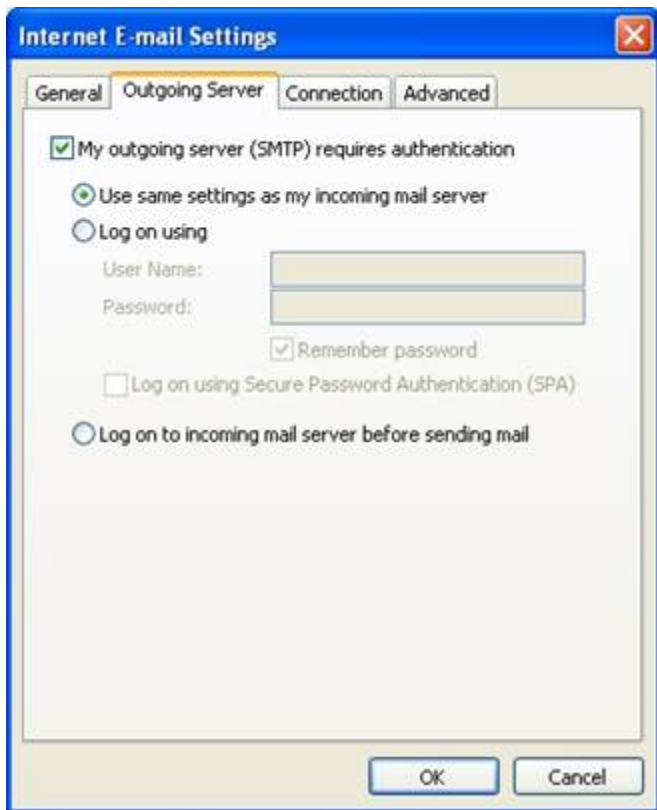 Internet E-mail Settings
General Outgoing Server Connection Advanced
My outgoing server (SMTP) requires authentication
Use same settings as my incoming mail server
Log on using
User Name:
Password:
Remember password
Log on using Secure Password Authentication (SPA)
Log on to incoming mail server before sending mail
OK Cancel